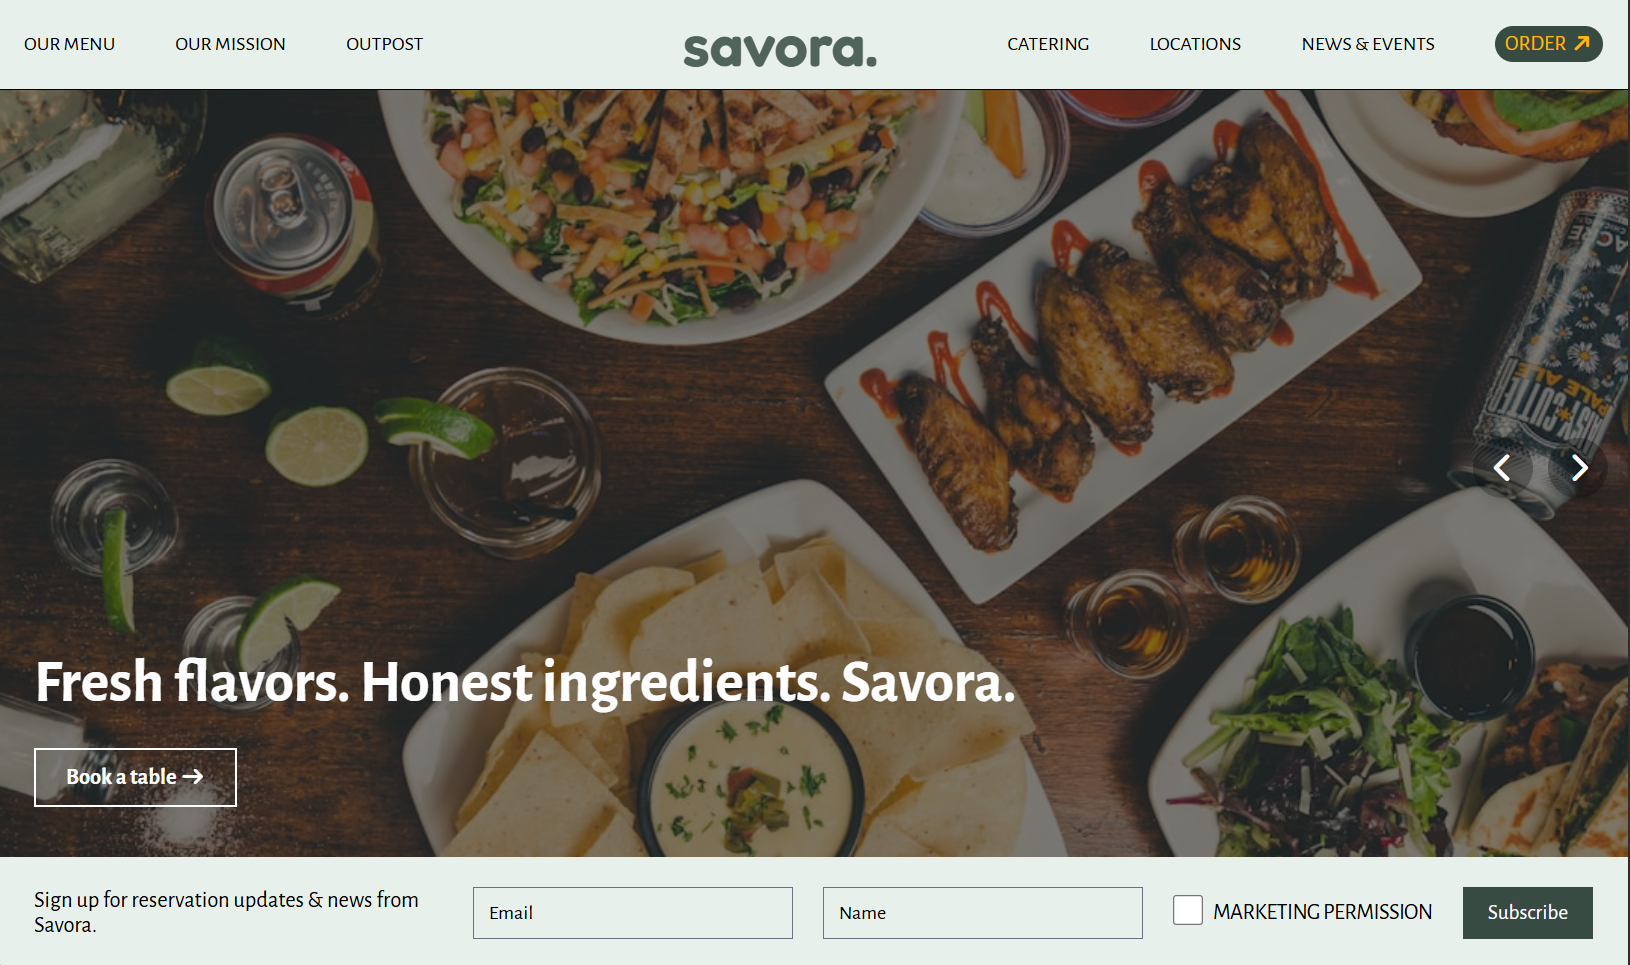 OUR MENU
OUR MISSION
OUTPOST
savora.
CATERING
LOCATIONS
NEWS & EVENTS
ORDER
PALE ALE
Fresh flavors. Honest ingredients. Savora.
Book a table
Sign up for reservation updates & news from
Savora.
Email
Name
MARKETING PERMISSION
Subscribe